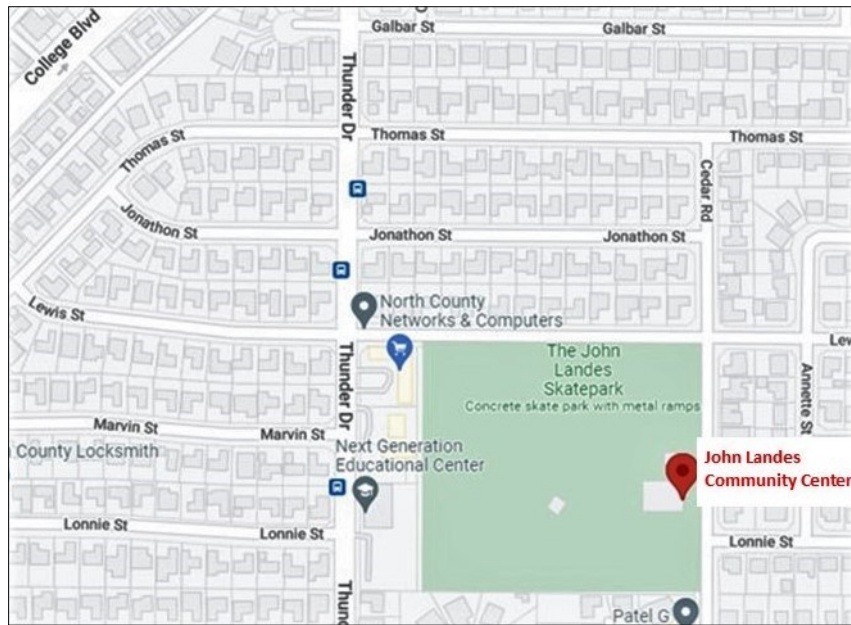 Galbar St
Galbar St
College Blvd
Thunder Dr
Thomas St
Thomas St
Thomas St
Cedar Rd
Jonathon St
Jonathon St
Jonathon St
Lewis St
North County
Networks & Computers
Lew
Thunder Dr
The John
Landes
Skatepark
Concrete skate park with metal ramps
Annette St
Marvin St
Marvin St
County Locksmith
Next Generation
Educational Center
John Landes
Community Center
Lonnie St
Lonnie St
Lonnie St
Thund
Patel G